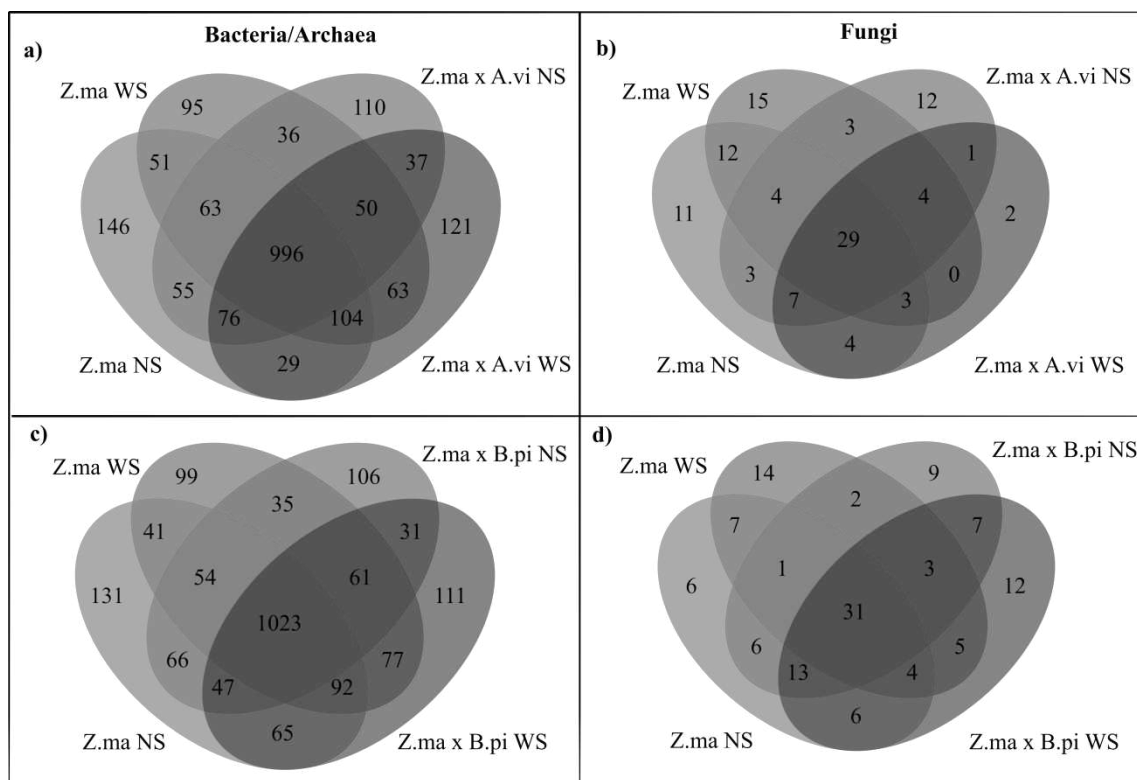 Bacteria/Archaea
Fungi
a)
b)
Z.ma WS
Z.ma x A.vi NS
Z.ma WS
Z.ma x A.vi NS
95
110
15
12
36
3
51
37
12
1
63
50
4
4
146
121
11
2
996
29
55
63
3
0
76
104
7
3
Z.ma NS
29
Z.ma x A.vi WS
Z.ma NS
4
Z.ma x A.vi WS
c)
d)
Z.ma WS
Z.ma x B.pi NS
Z.ma WS
Z.ma x B.pi NS
99
106
14
9
35
2
41
31
7
7
54
61
1
3
131
111
6
12
1023
31
66
77
6
5
47
92
13
4
Z.ma NS
65
Z.ma x B.pi WS
Z.ma NS
6
Z.ma x B.pi WS